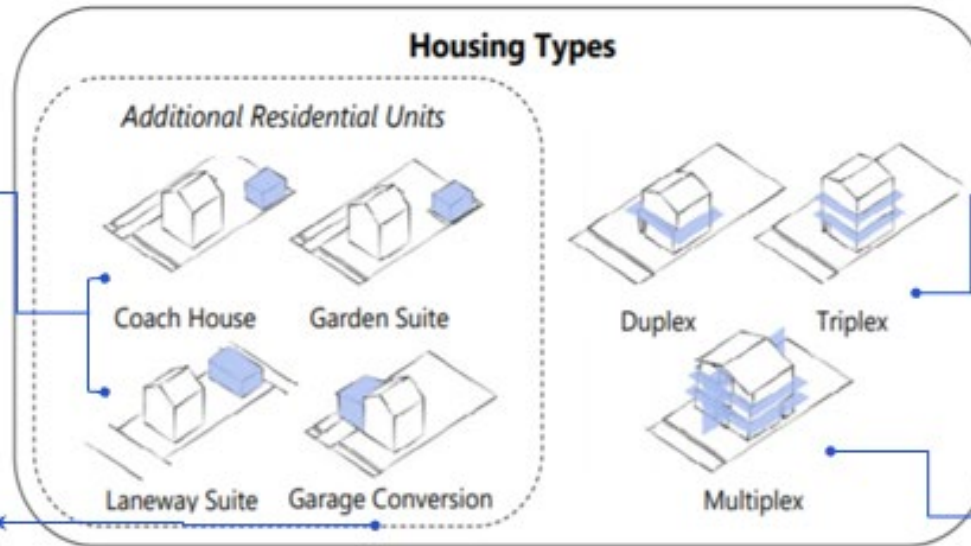 Housing Types
Additional Residential Units
Coach House
Garden Suite
Duplex
Triplex
Laneway Suite
Garage Conversion
Multiplex